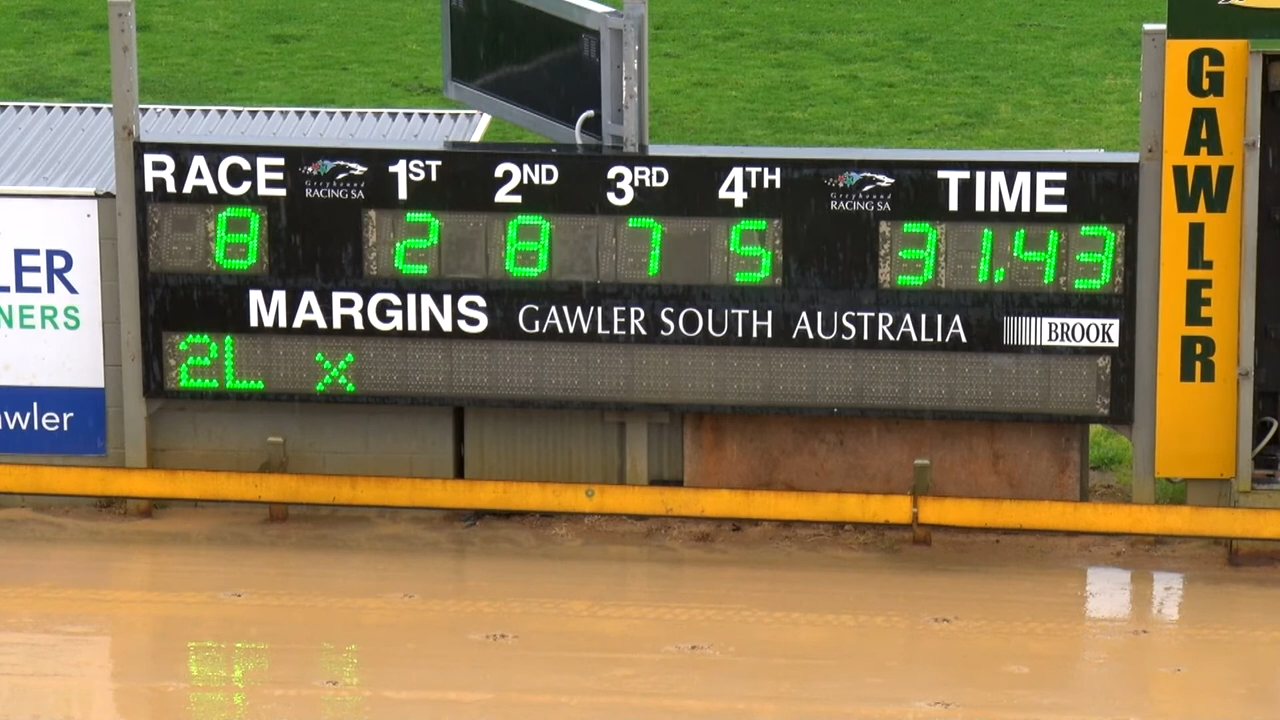 RACE Greyhound RACING SA 1ST 2ND 3RD 4TH Greyhound RACING SA TIME
8 2 8 7 5 31.43
MARGINS GAWLER SOUTH AUSTRALIA BROOK
2L x
GAWLER
LER
NERS
awler